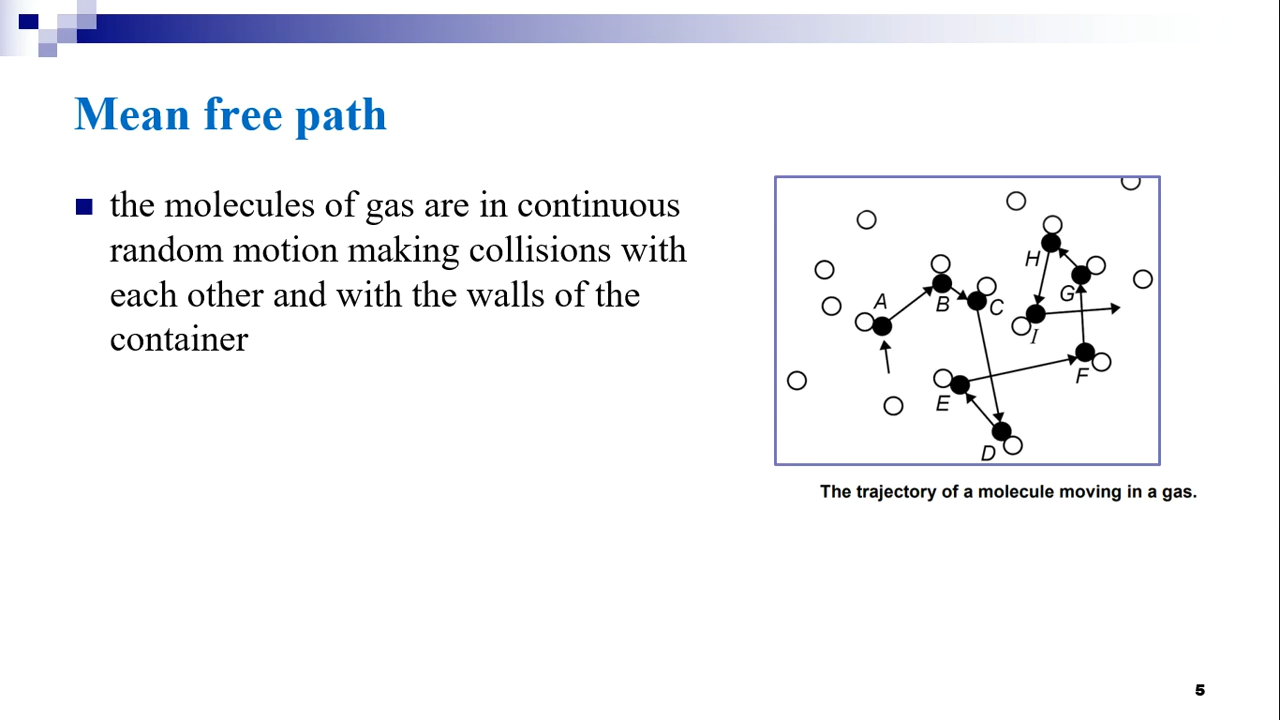 Mean free path
the molecules of gas are in continuous
random motion making collisions with
each other and with the walls of the
container
H
A
B
C
G
I
F
E
D
The trajectory of a molecule moving in a gas.
5